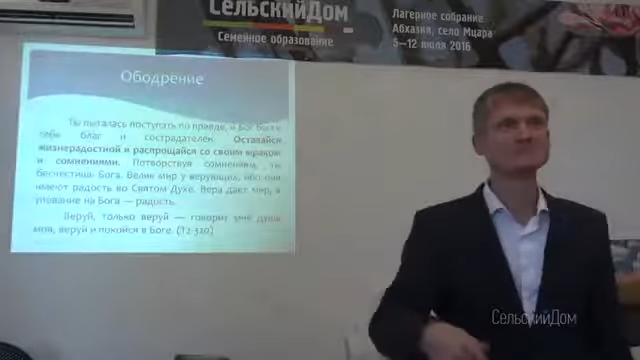 СельскийДом
Семейное образование
Лагерное собрание
Абхазия, село Мцара
5–12 июля 2016
Ободрение
Ты пыталась поступать по правде, и Бог был к
тебе благ и сострадателен. Оставайся
жизнерадостной и распрощайся со своим мраком
и сомнениями. Потворствуя сомнениям, ты
бесчестишь Бога. Велик мир у верующих, ибо они
имеют радость во Святом Духе. Вера дает мир, а
упование на Бога — радость.
Веруй, только веруй — говорит мне душа
моя, веруй и покойся в Боге. (Т2 320)
СельскийДом